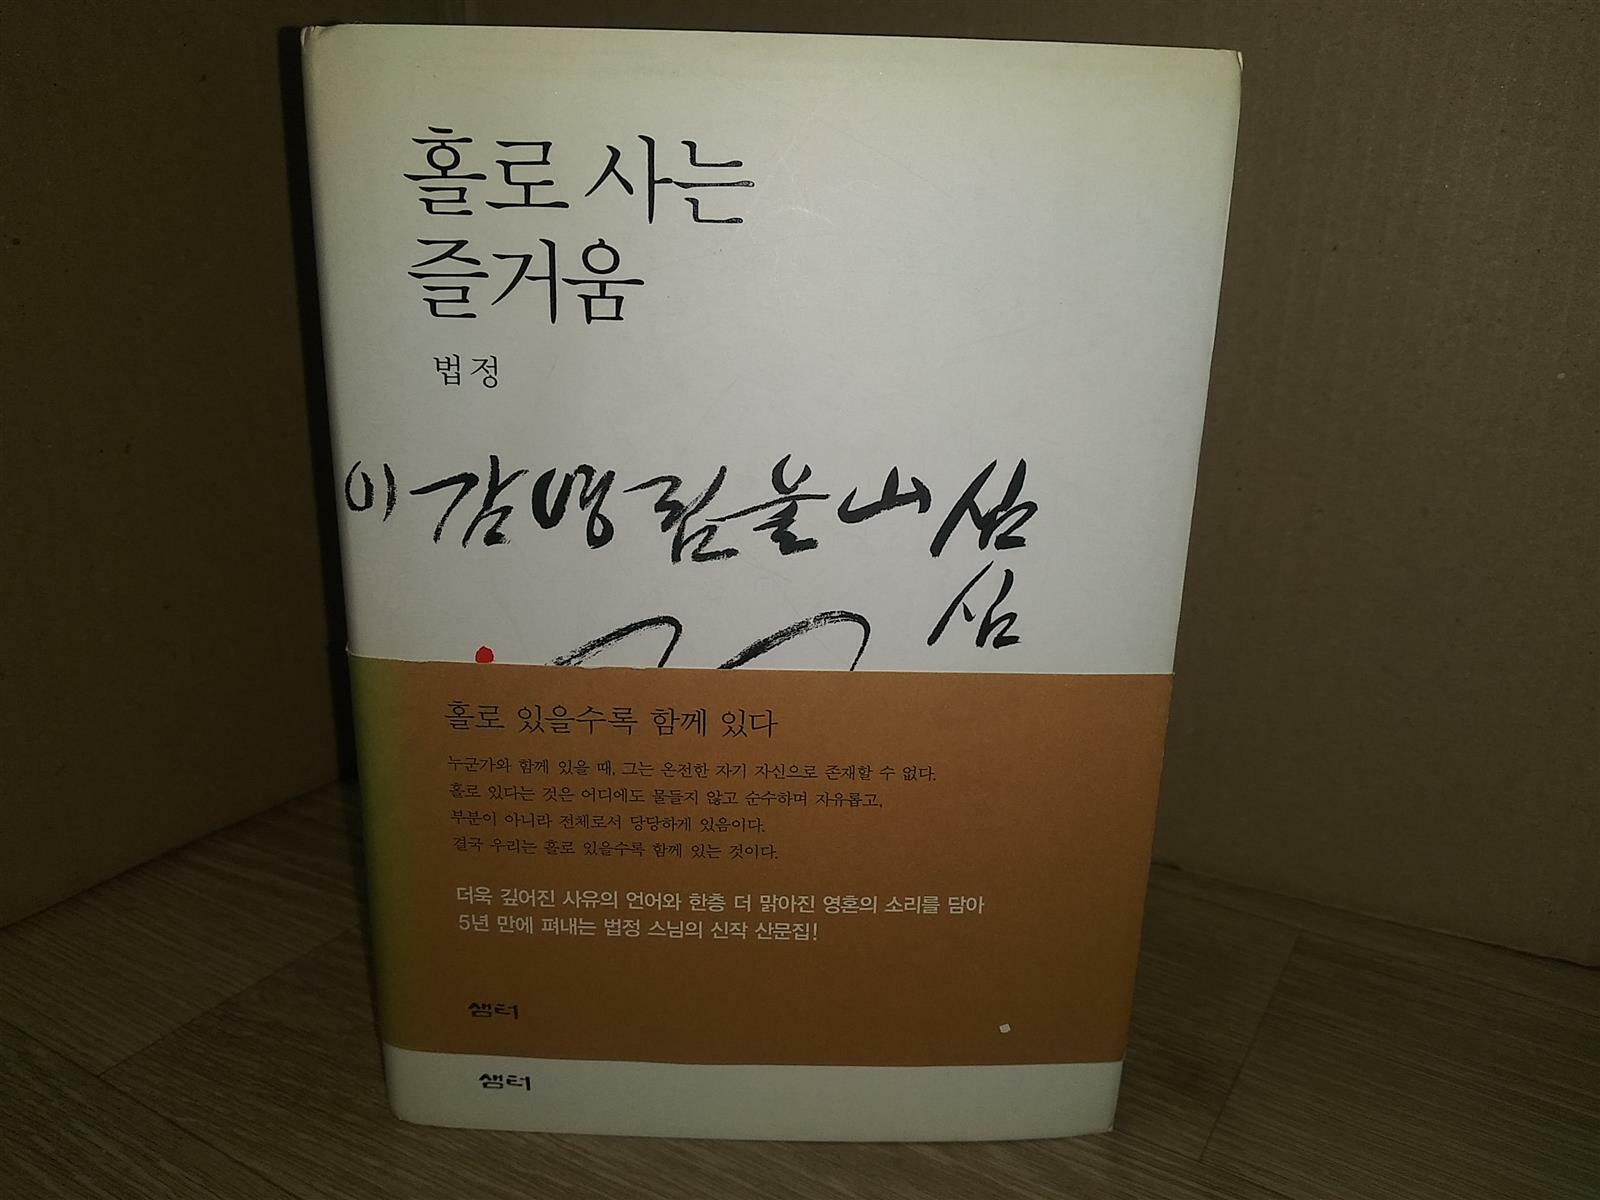 홀로 사는
즐거움
법정
홀로 있을수록 함께 있다
누군가와 함께 있을 때, 그는 온전한 자기 자신으로 존재할 수 없다.
홀로 있다는 것은 어디에도 물들지 않고 순수하며 자유롭고,
부분이 아니라 전체로서 당당하게 있음이다.
결국 우리는 홀로 있을수록 함께 있는 것이다.
더욱 깊어진 사유의 언어와 한층 더 맑아진 영혼의 소리를 담아
5년 만에 펴내는 법정 스님의 신작 산문집!
샘터
샘터